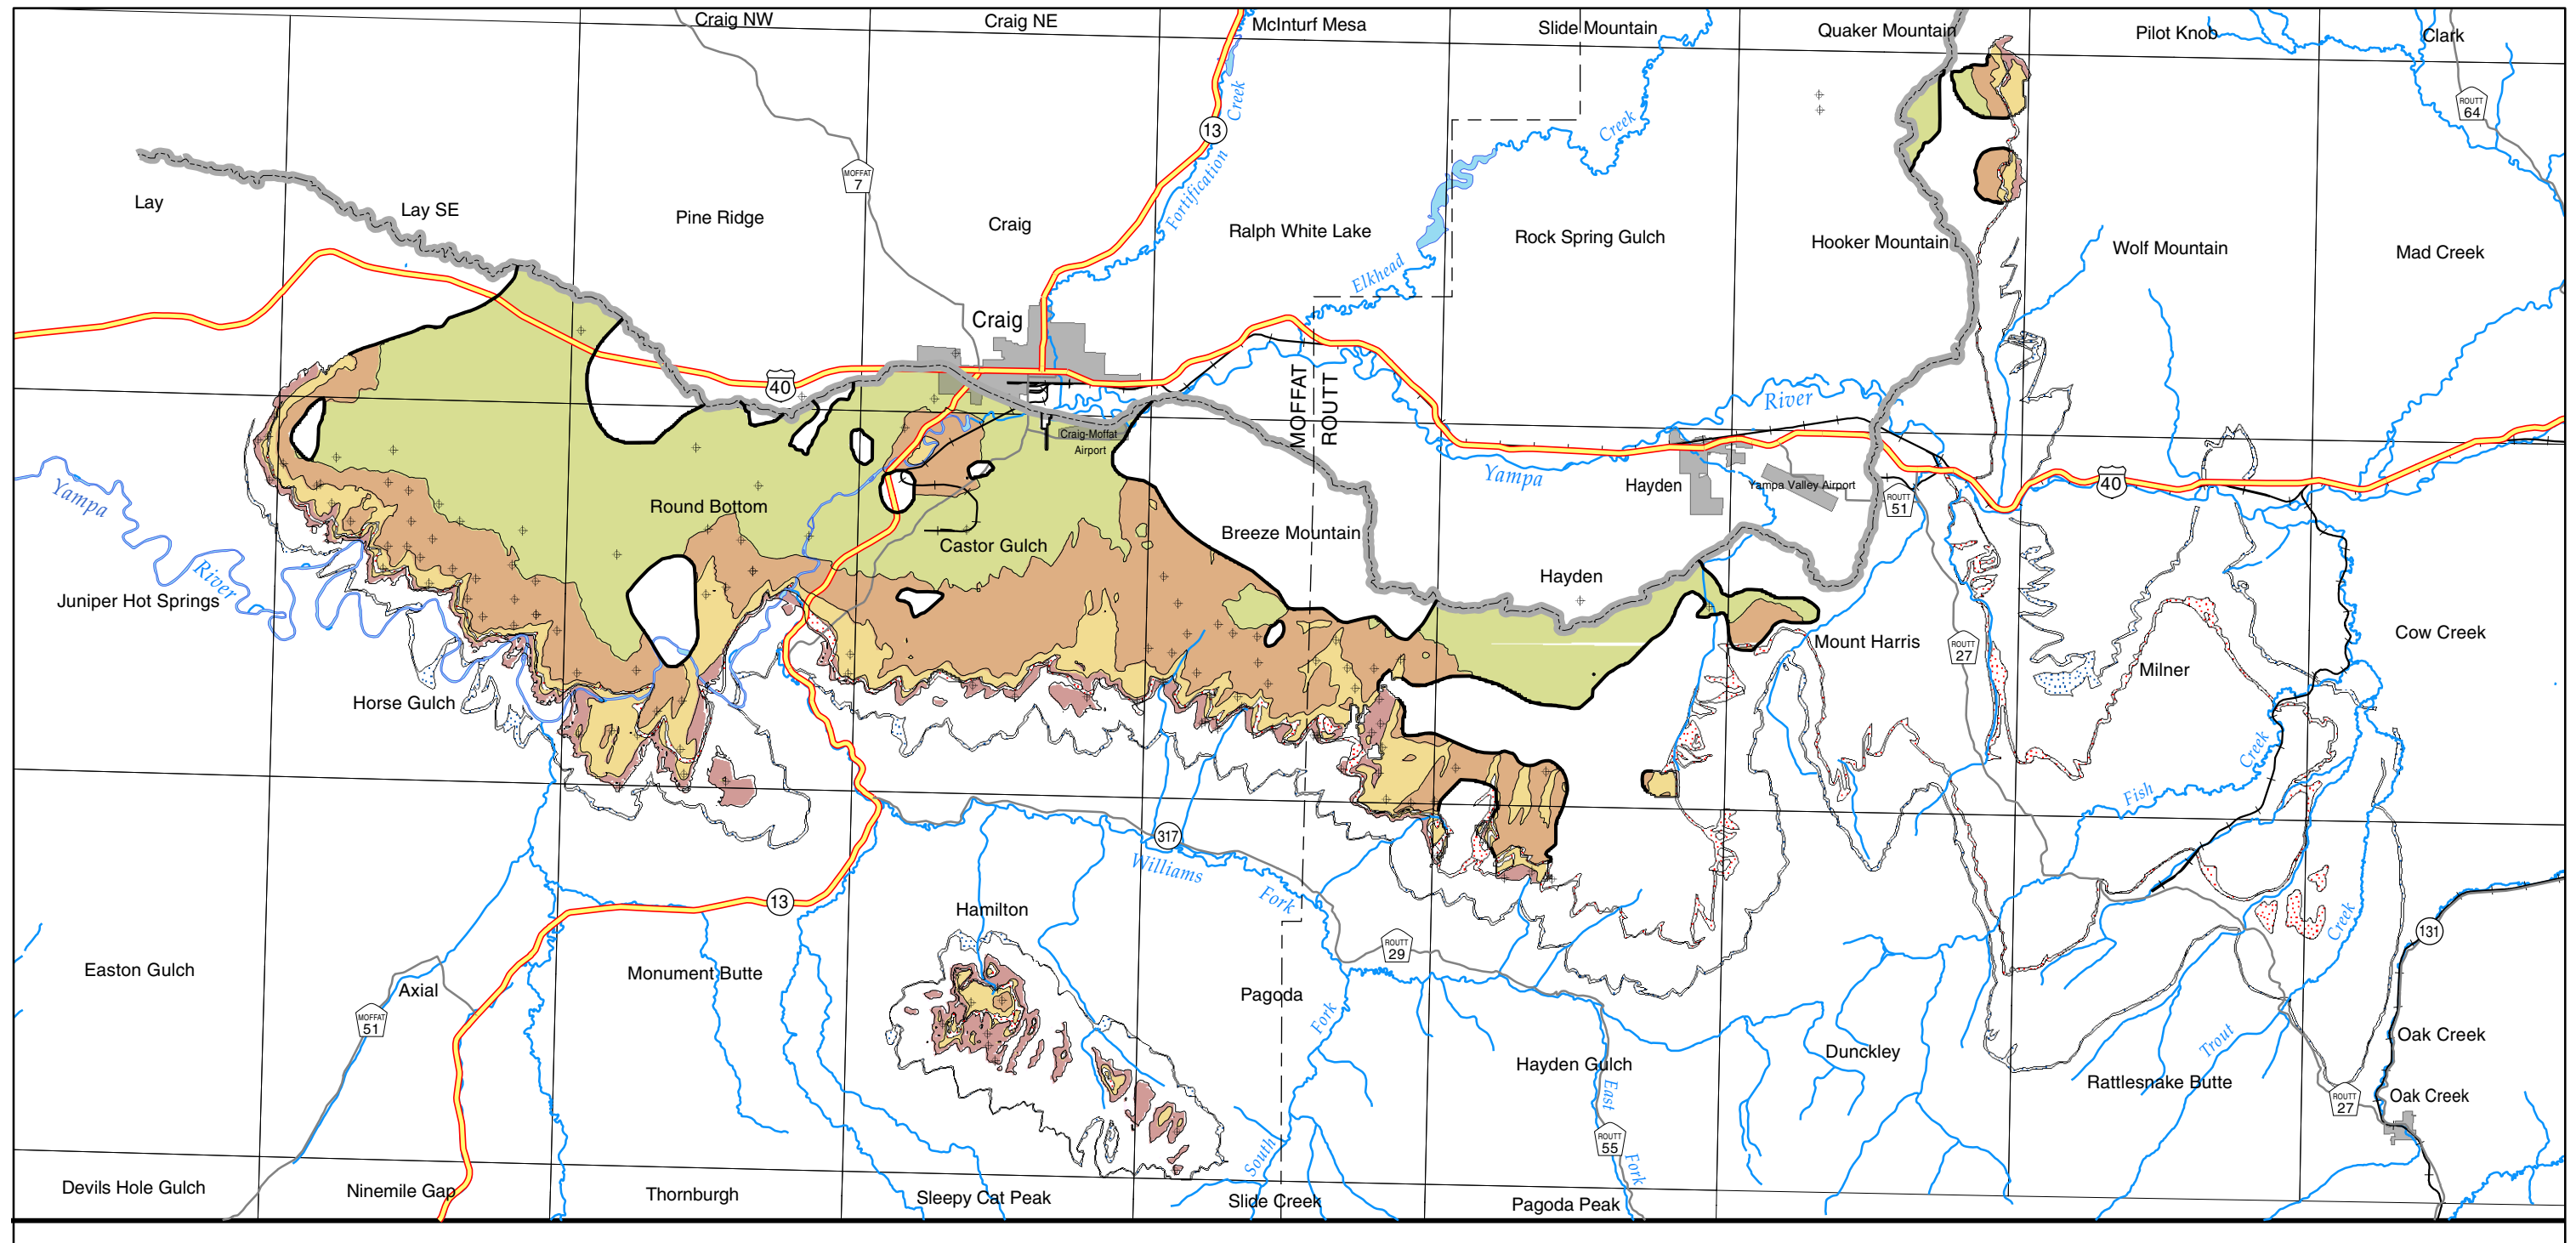 Craig NW
Craig NE
McInturf Mesa
Slide Mountain
Quaker Mountain
Pilot Knob
Clark
ROUTT
64
Creek
13
Creek
MOFFAT
7
Fortification
Lay
Lay SE
Pine Ridge
Craig
Ralph White Lake
Rock Spring Gulch
Hooker Mountain
Wolf Mountain
Mad Creek
Elkhead
Craig
40
MOFFAT
ROUTT
River
Craig-Moffat
Airport
Yampa
Hayden
Yampa Valley Airport
ROUTT
51
40
Yampa
River
Round Bottom
Castor Gulch
Breeze Mountain
Hayden
Juniper Hot Springs
Mount Harris
ROUTT
27
Milner
Cow Creek
Horse Gulch
Creek
Fish
317
Williams
Fork
13
Hamilton
ROUTT
29
Creek
131
Easton Gulch
Axial
Monument Butte
Pagoda
MOFFAT
51
Fork
Hayden Gulch
Dunckley
Trout
Oak Creek
Rattlesnake Butte
East
ROUTT
27
Oak Creek
ROUTT
55
South
Fork
Devils Hole Gulch
Ninemile Gap
Thornburgh
Sleepy Cat Peak
Slide Creek
Pagoda Peak